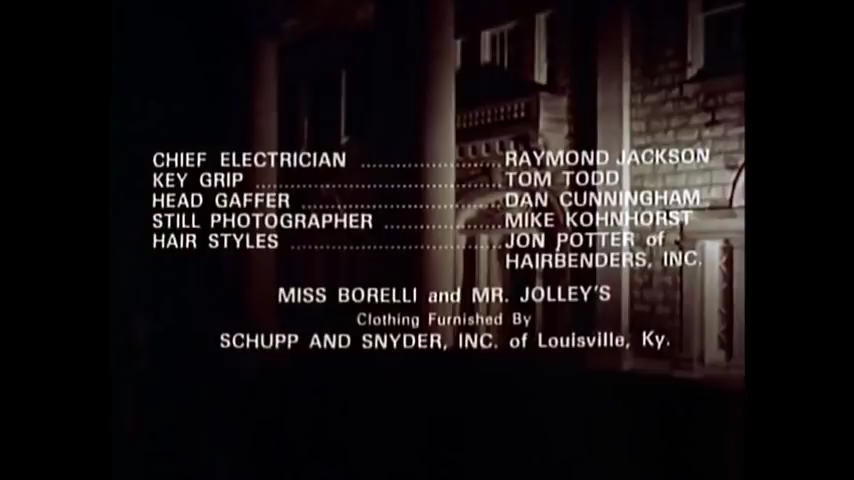 CHIEF ELECTRICIAN .................... RAYMOND JACKSON
KEY GRIP .................................... TOM TODD
HEAD GAFFER ............................. DAN CUNNINGHAM
STILL PHOTOGRAPHER ................. MIKE KOHNHORST
HAIR STYLES ............................... JON POTTER of
HAIRBENDERS, INC.
MISS BORELLI and MR. JOLLEY'S
Clothing Furnished By
SCHUPP AND SNYDER, INC. of Louisville, Ky.